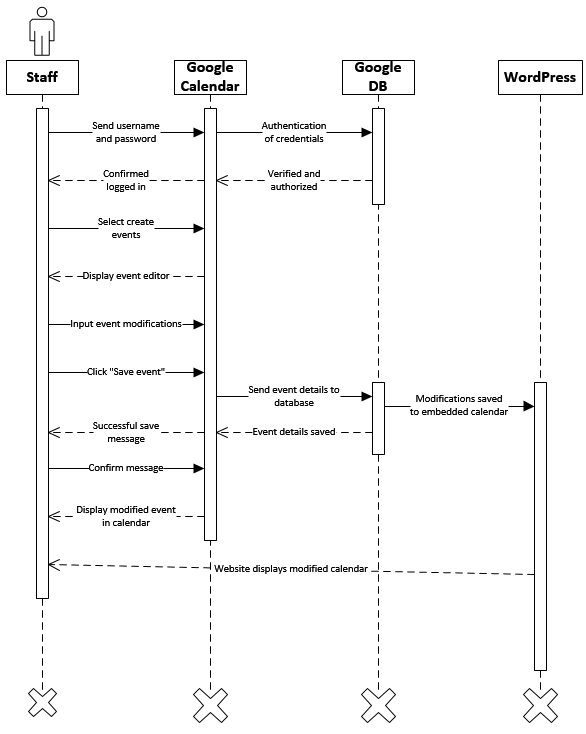 Staff
Google
Calendar
Google
DB
WordPress
Send username
and password
Authentication
of credentials
Confirmed
logged in
Verified and
authorized
Select create
events
Display event editor
Input event modifications
Click "Save event"
Send event details to
database
Modifications saved
to embedded calendar
Successful save
message
Event details saved
Confirm message
Display modified event
in calendar
Website displays modified calendar